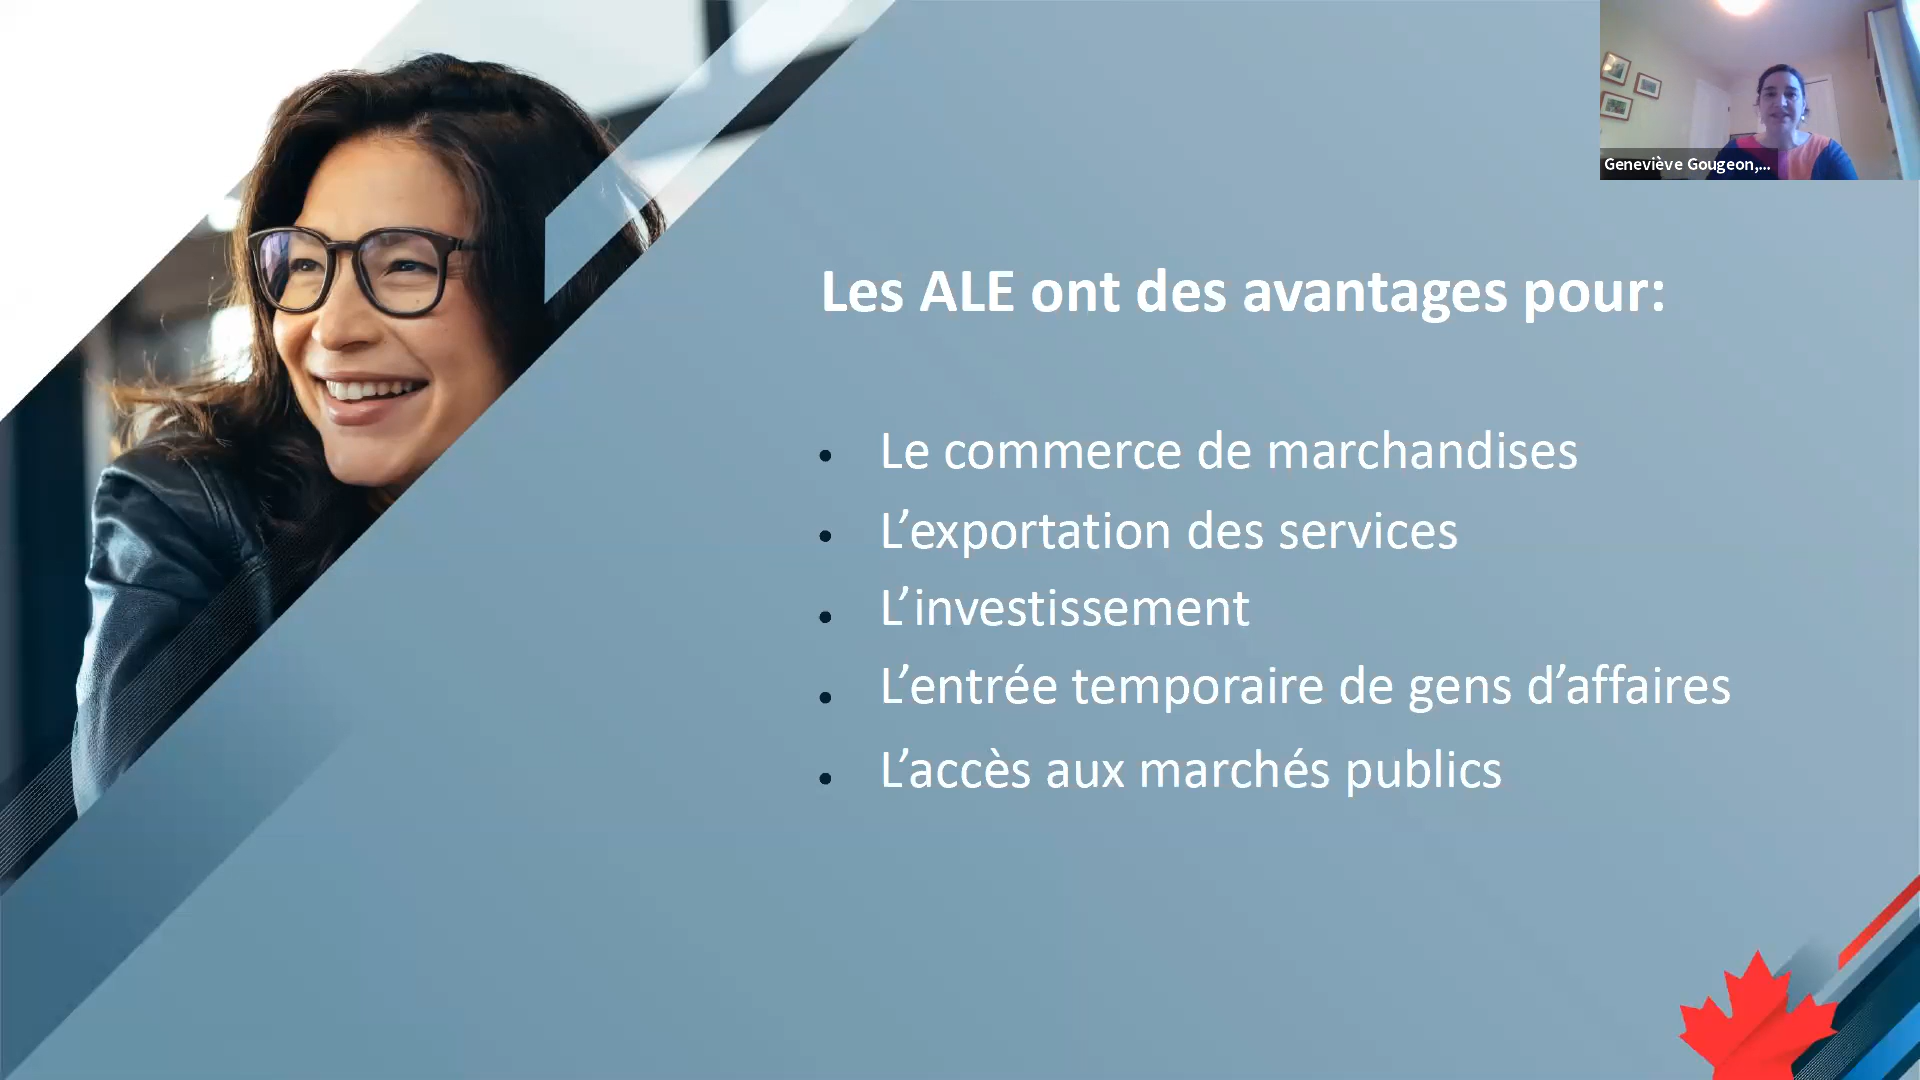 Geneviève Gougeon,...
Les ALE ont des avantages pour:
• Le commerce de marchandises
• L’exportation des services
• L’investissement
• L’entrée temporaire de gens d’affaires
• L’accès aux marchés publics